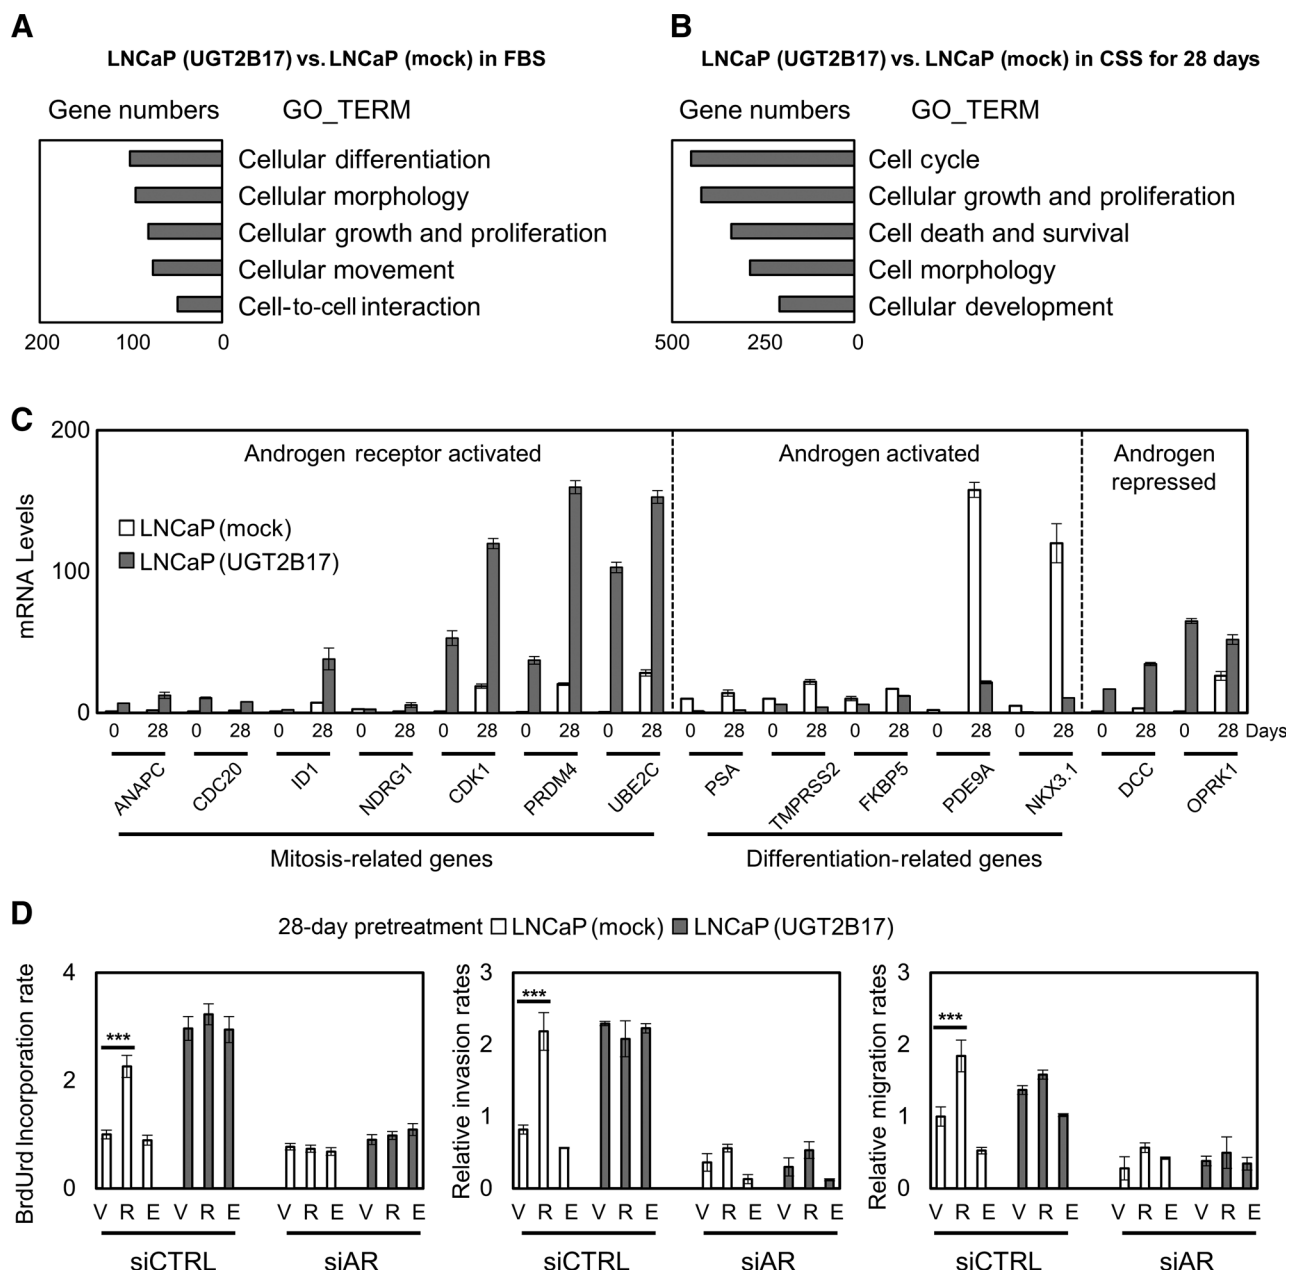 A
LNCaP (UGT2B17) vs. LNCaP (mock) in FBS
Gene numbers GO_TERM
Cellular differentiation
Cellular morphology
Cellular growth and proliferation
Cellular movement
Cell-to-cell interaction
200 100 0
B
LNCaP (UGT2B17) vs. LNCaP (mock) in CSS for 28 days
Gene numbers GO_TERM
Cell cycle
Cellular growth and proliferation
Cell death and survival
Cell morphology
Cellular development
500 250 0
C
mRNA Levels
200
100
0
Androgen receptor activated
Androgen activated
Androgen
repressed
LNCaP (mock)
LNCaP (UGT2B17)
0 28 0 28 0 28 0 28 0 28 0 28 0 28 0 28 0 28 0 28 0 28 0 28 0 28 0 28 Days
ANAPC CDC20 ID1 NDRG1 CDK1 PRDM4 UBE2C PSA TMPRSS2 FKBP5 PDE9A NKX3.1 DCC OPRK1
Mitosis-related genes
Differentiation-related genes
D
28-day pretreatment LNCaP (mock) LNCaP (UGT2B17)
BrdUrd Incorporation rate
4
2
0
***
V R E V R E V R E V R E
siCTRL siAR
Relative invasion rates
3
2
1
0
***
V R E V R E V R E V R E
siCTRL siAR
Relative migration rates
3
2
1
0
***
V R E V R E V R E V R E
siCTRL siAR